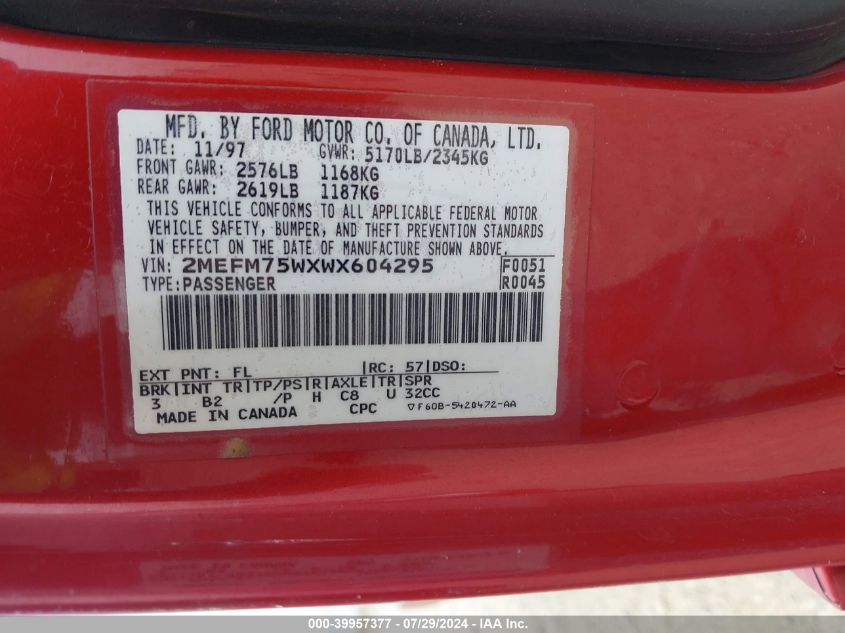 MFD. BY FORD MOTOR CO. OF CANADA, LTD.
DATE: 11/97 GVWR: 5170LB/2345KG
FRONT GAWR: 2576LB 1168KG
REAR GAWR: 2619LB 1187KG
THIS VEHICLE CONFORMS TO ALL APPLICABLE FEDERAL MOTOR
VEHICLE SAFETY, BUMPER, AND THEFT PREVENTION STANDARDS
IN EFFECT ON THE DATE OF MANUFACTURE SHOWN ABOVE.
VIN: 2MEFM75WXWX604295 F0051
TYPE: PASSENGER R0045
EXT PNT: FL |RC: 57|DSO:
BRK|INT TR|TP/PS|R|AXLE|TR|SPR
3 B2 /P H C8 U 32CC
MADE IN CANADA CPC ▽F60B-5420472-AA
000-39957377 | 07/29/2024 - US - IAAI - Inc.